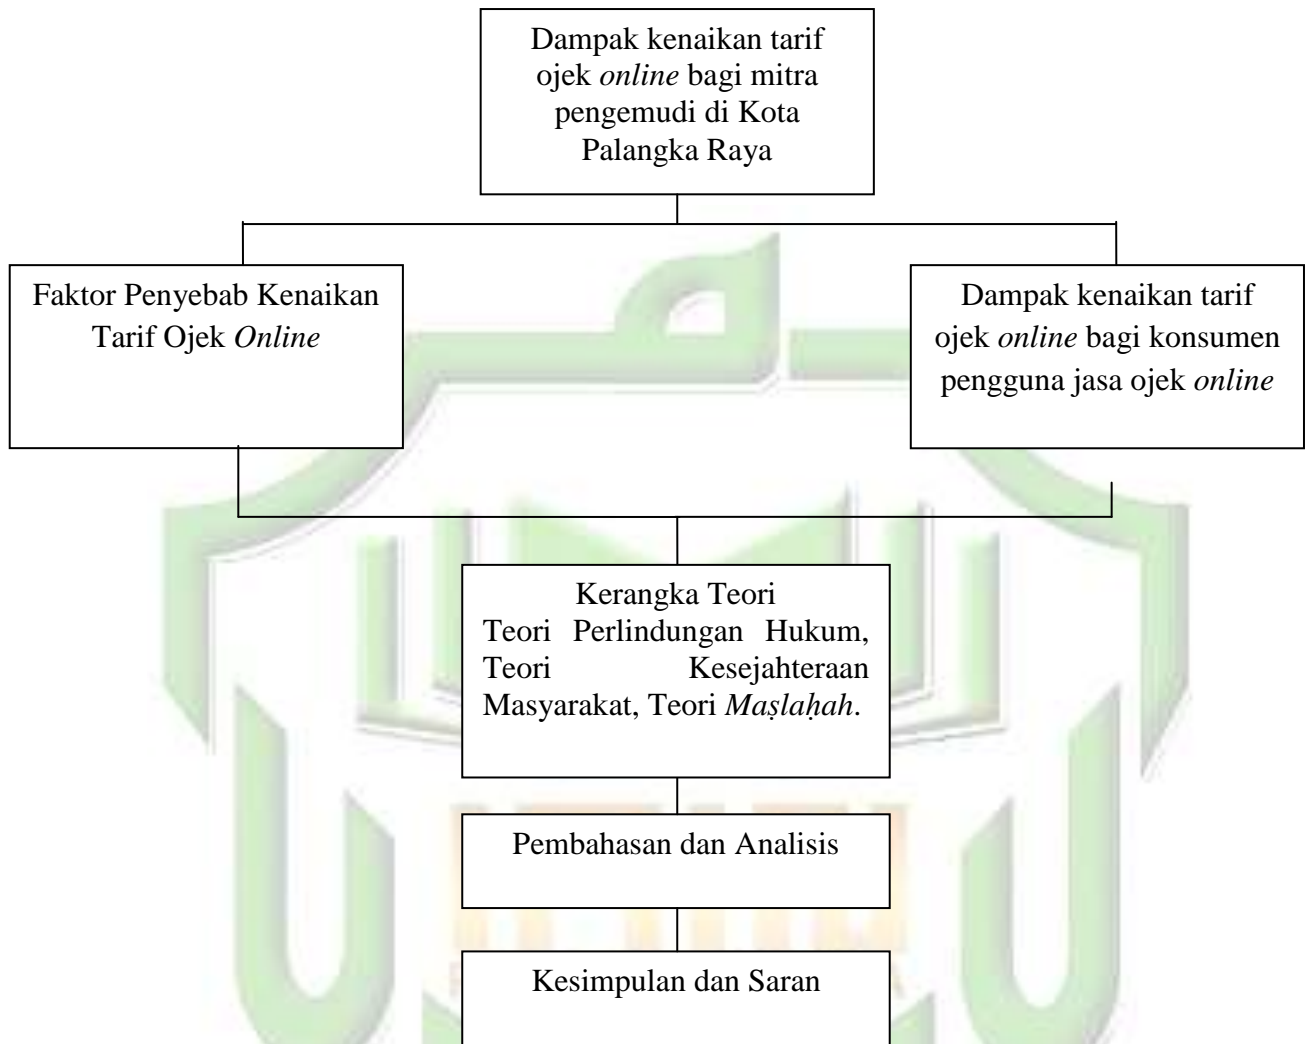 Dampak kenaikan tarif
ojek online bagi mitra
pengemudi di Kota
Palangka Raya
Faktor Penyebab Kenaikan
Tarif Ojek Online
Dampak kenaikan tarif
ojek online bagi konsumen
pengguna jasa ojek online
Kerangka Teori
Teori Perlindungan Hukum,
Teori Kesejahteraan
Masyarakat, Teori Maṣlaḥah.
Pembahasan dan Analisis
Kesimpulan dan Saran